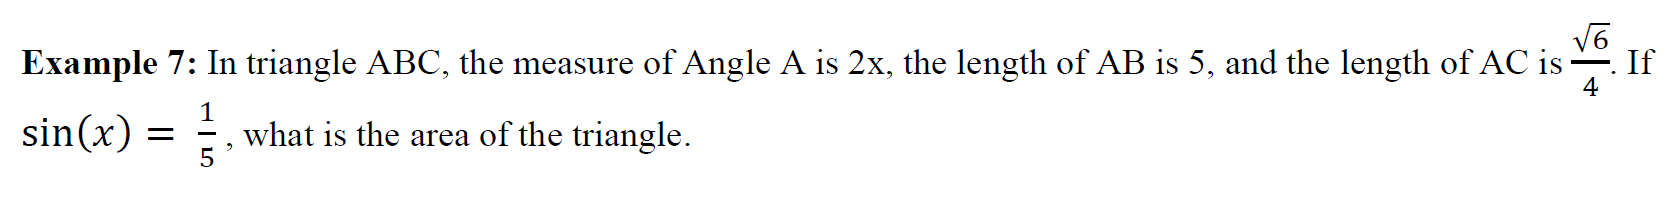 Example 7: In triangle ABC, the measure of Angle A is 2x, the length of AB is 5, and the length of AC is √6/4. If
sin(x) = 1/5, what is the area of the triangle.